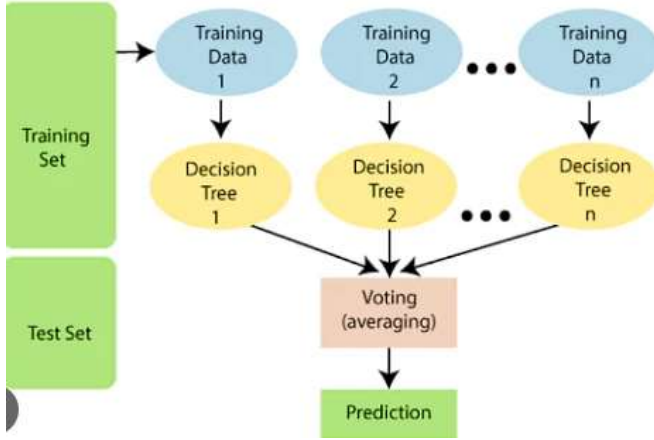 Training
Set
Training
Data
1
Training
Data
2
Training
Data
n
Decision
Tree
1
Decision
Tree
2
Decision
Tree
n
Test Set
Voting
(averaging)
Prediction